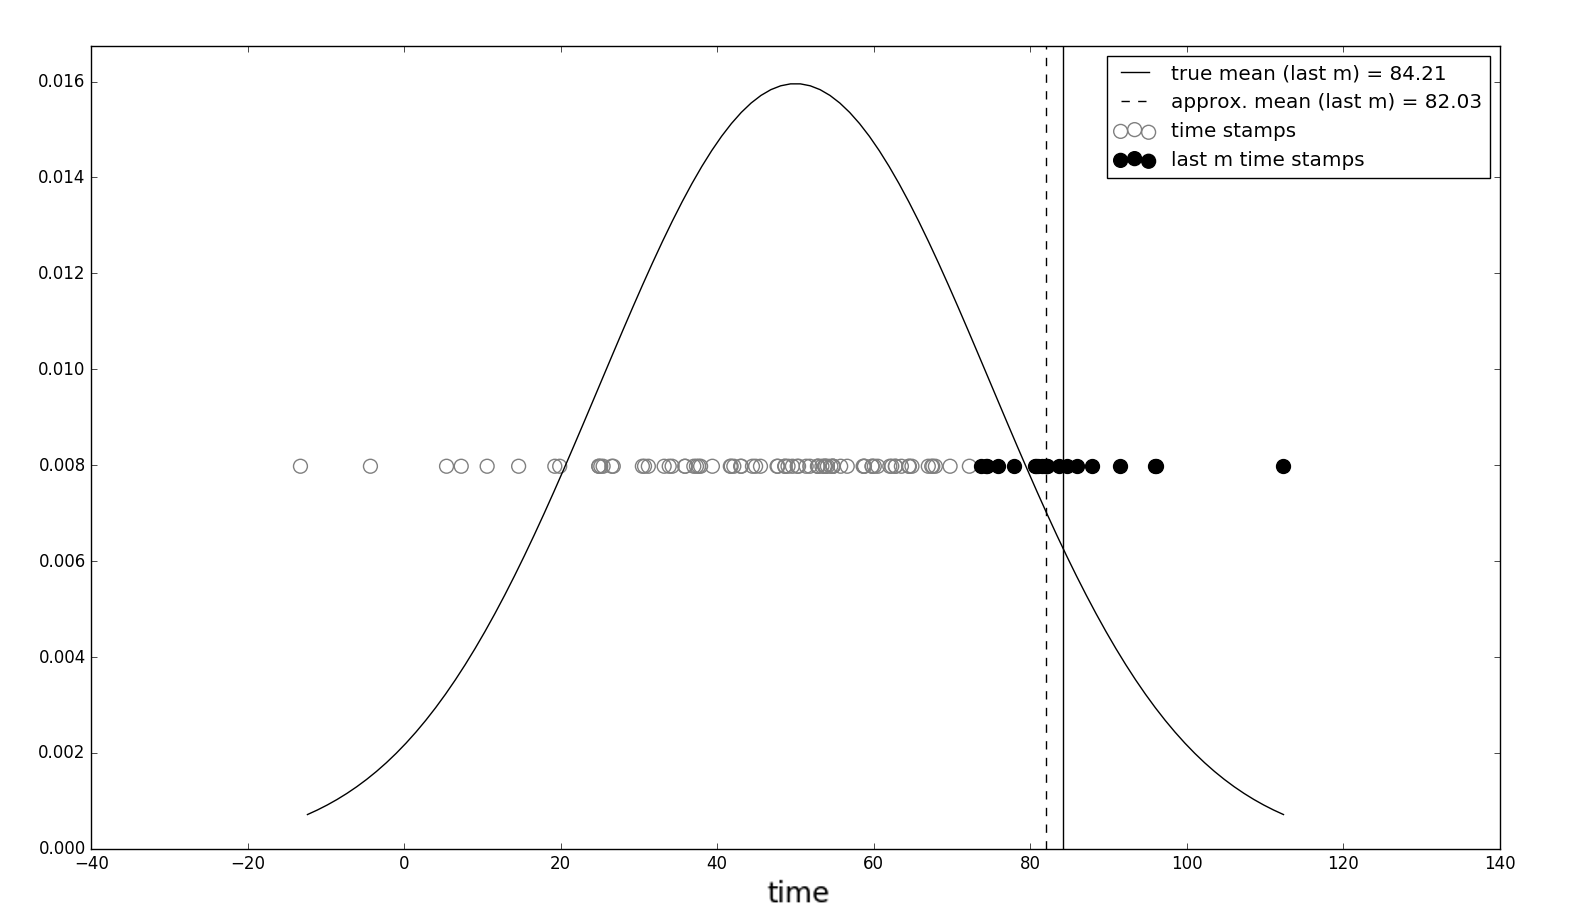 0.016
0.014
0.012
0.010
0.008
0.006
0.004
0.002
0.000
true mean (last m) = 84.21
approx. mean (last m) = 82.03
time stamps
last m time stamps
−40 −20 0 20 40 60 80 100 120 140
time